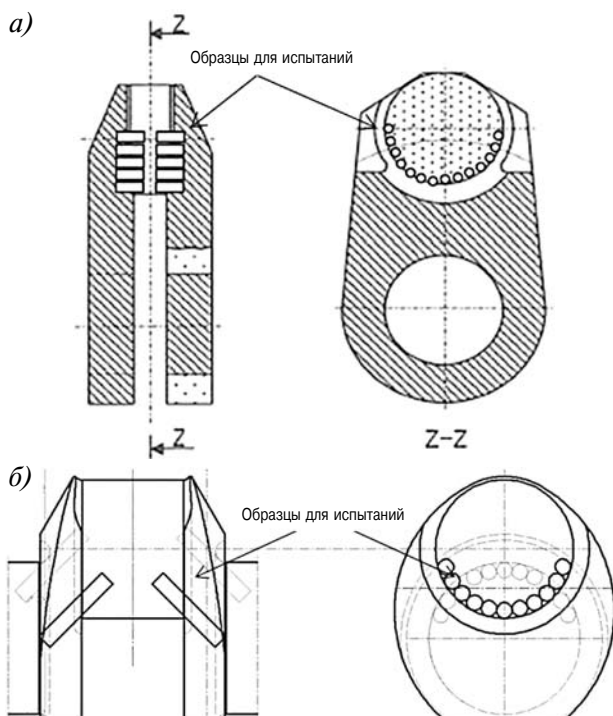 а)
Z
Образцы для испытаний
Z
Z-Z
б)
Образцы для испытаний